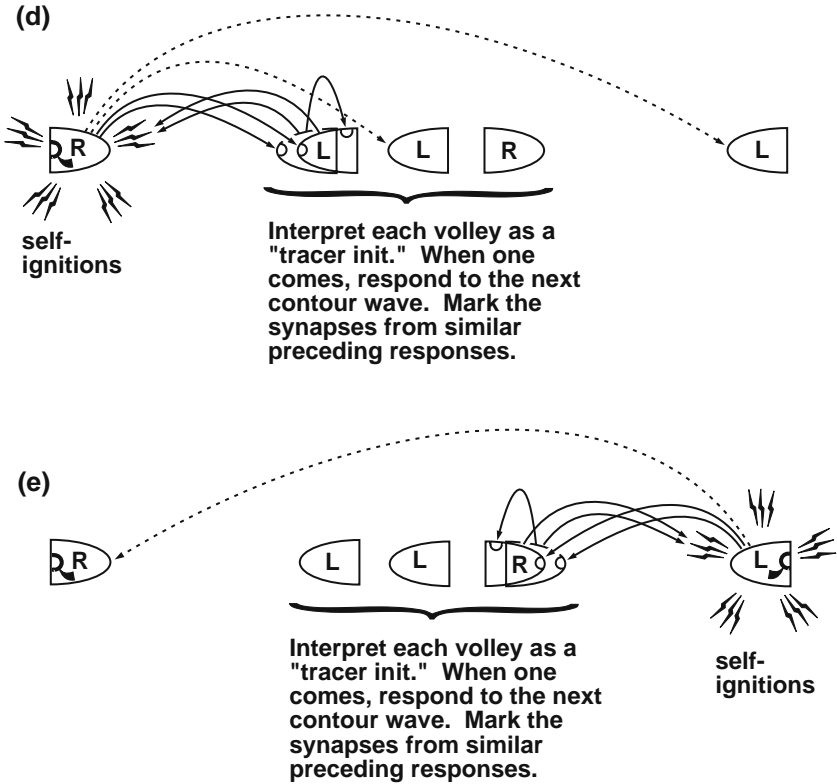 (d)
R
L
L
R
L
self-
ignitions
Interpret each volley as a
"tracer init." When one
comes, respond to the next
contour wave. Mark the
synapses from similar
preceding responses.
(e)
R
L
L
R
L
Interpret each volley as a
"tracer init." When one
comes, respond to the next
contour wave. Mark the
synapses from similar
preceding responses.
self-
ignitions